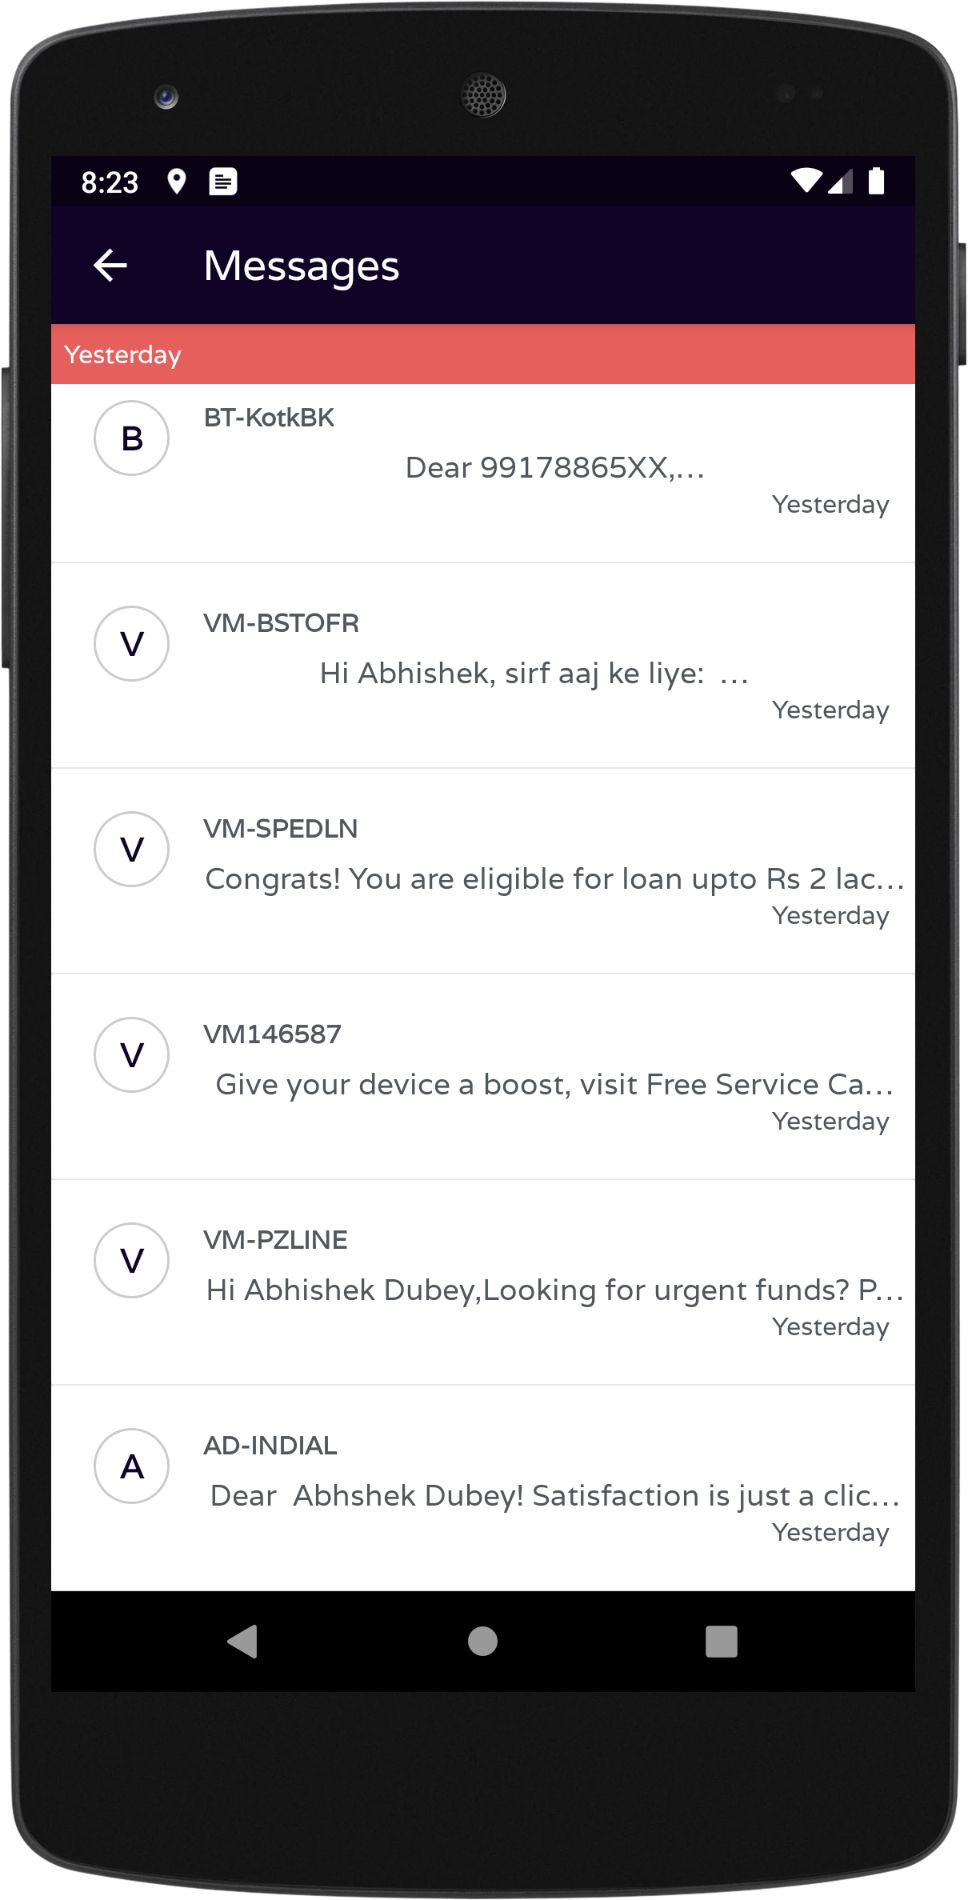 8:23
Messages
Yesterday
B
BT-KotkBK
Dear 99178865XX,...
Yesterday
V
VM-BSTOFR
Hi Abhishek, sirf aaj ke liye:  ...
Yesterday
V
VM-SPEDLN
Congrats! You are eligible for loan upto Rs 2 lac...
Yesterday
V
VM146587
Give your device a boost, visit Free Service Ca...
Yesterday
V
VM-PZLINE
Hi Abhishek Dubey,Looking for urgent funds? P...
Yesterday
A
AD-INDIAL
Dear  Abhshek Dubey! Satisfaction is just a clic...
Yesterday